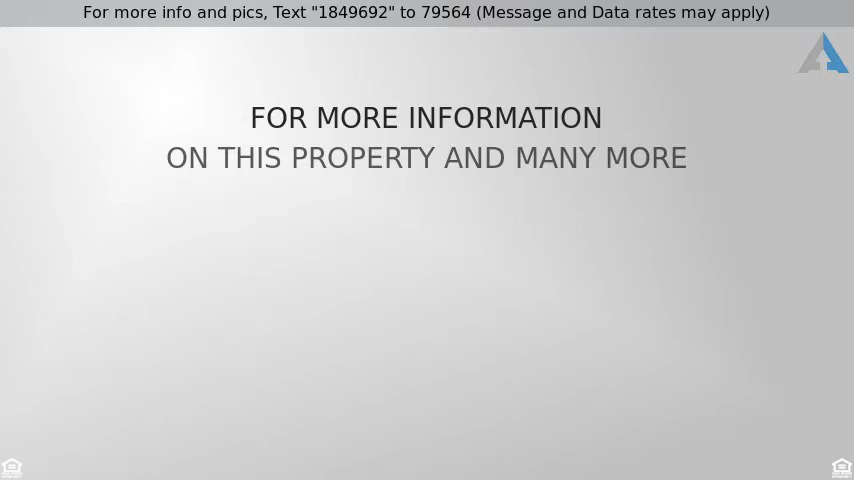 For more info and pics, Text "1849692" to 79564 (Message and Data rates may apply)
FOR MORE INFORMATION
ON THIS PROPERTY AND MANY MORE